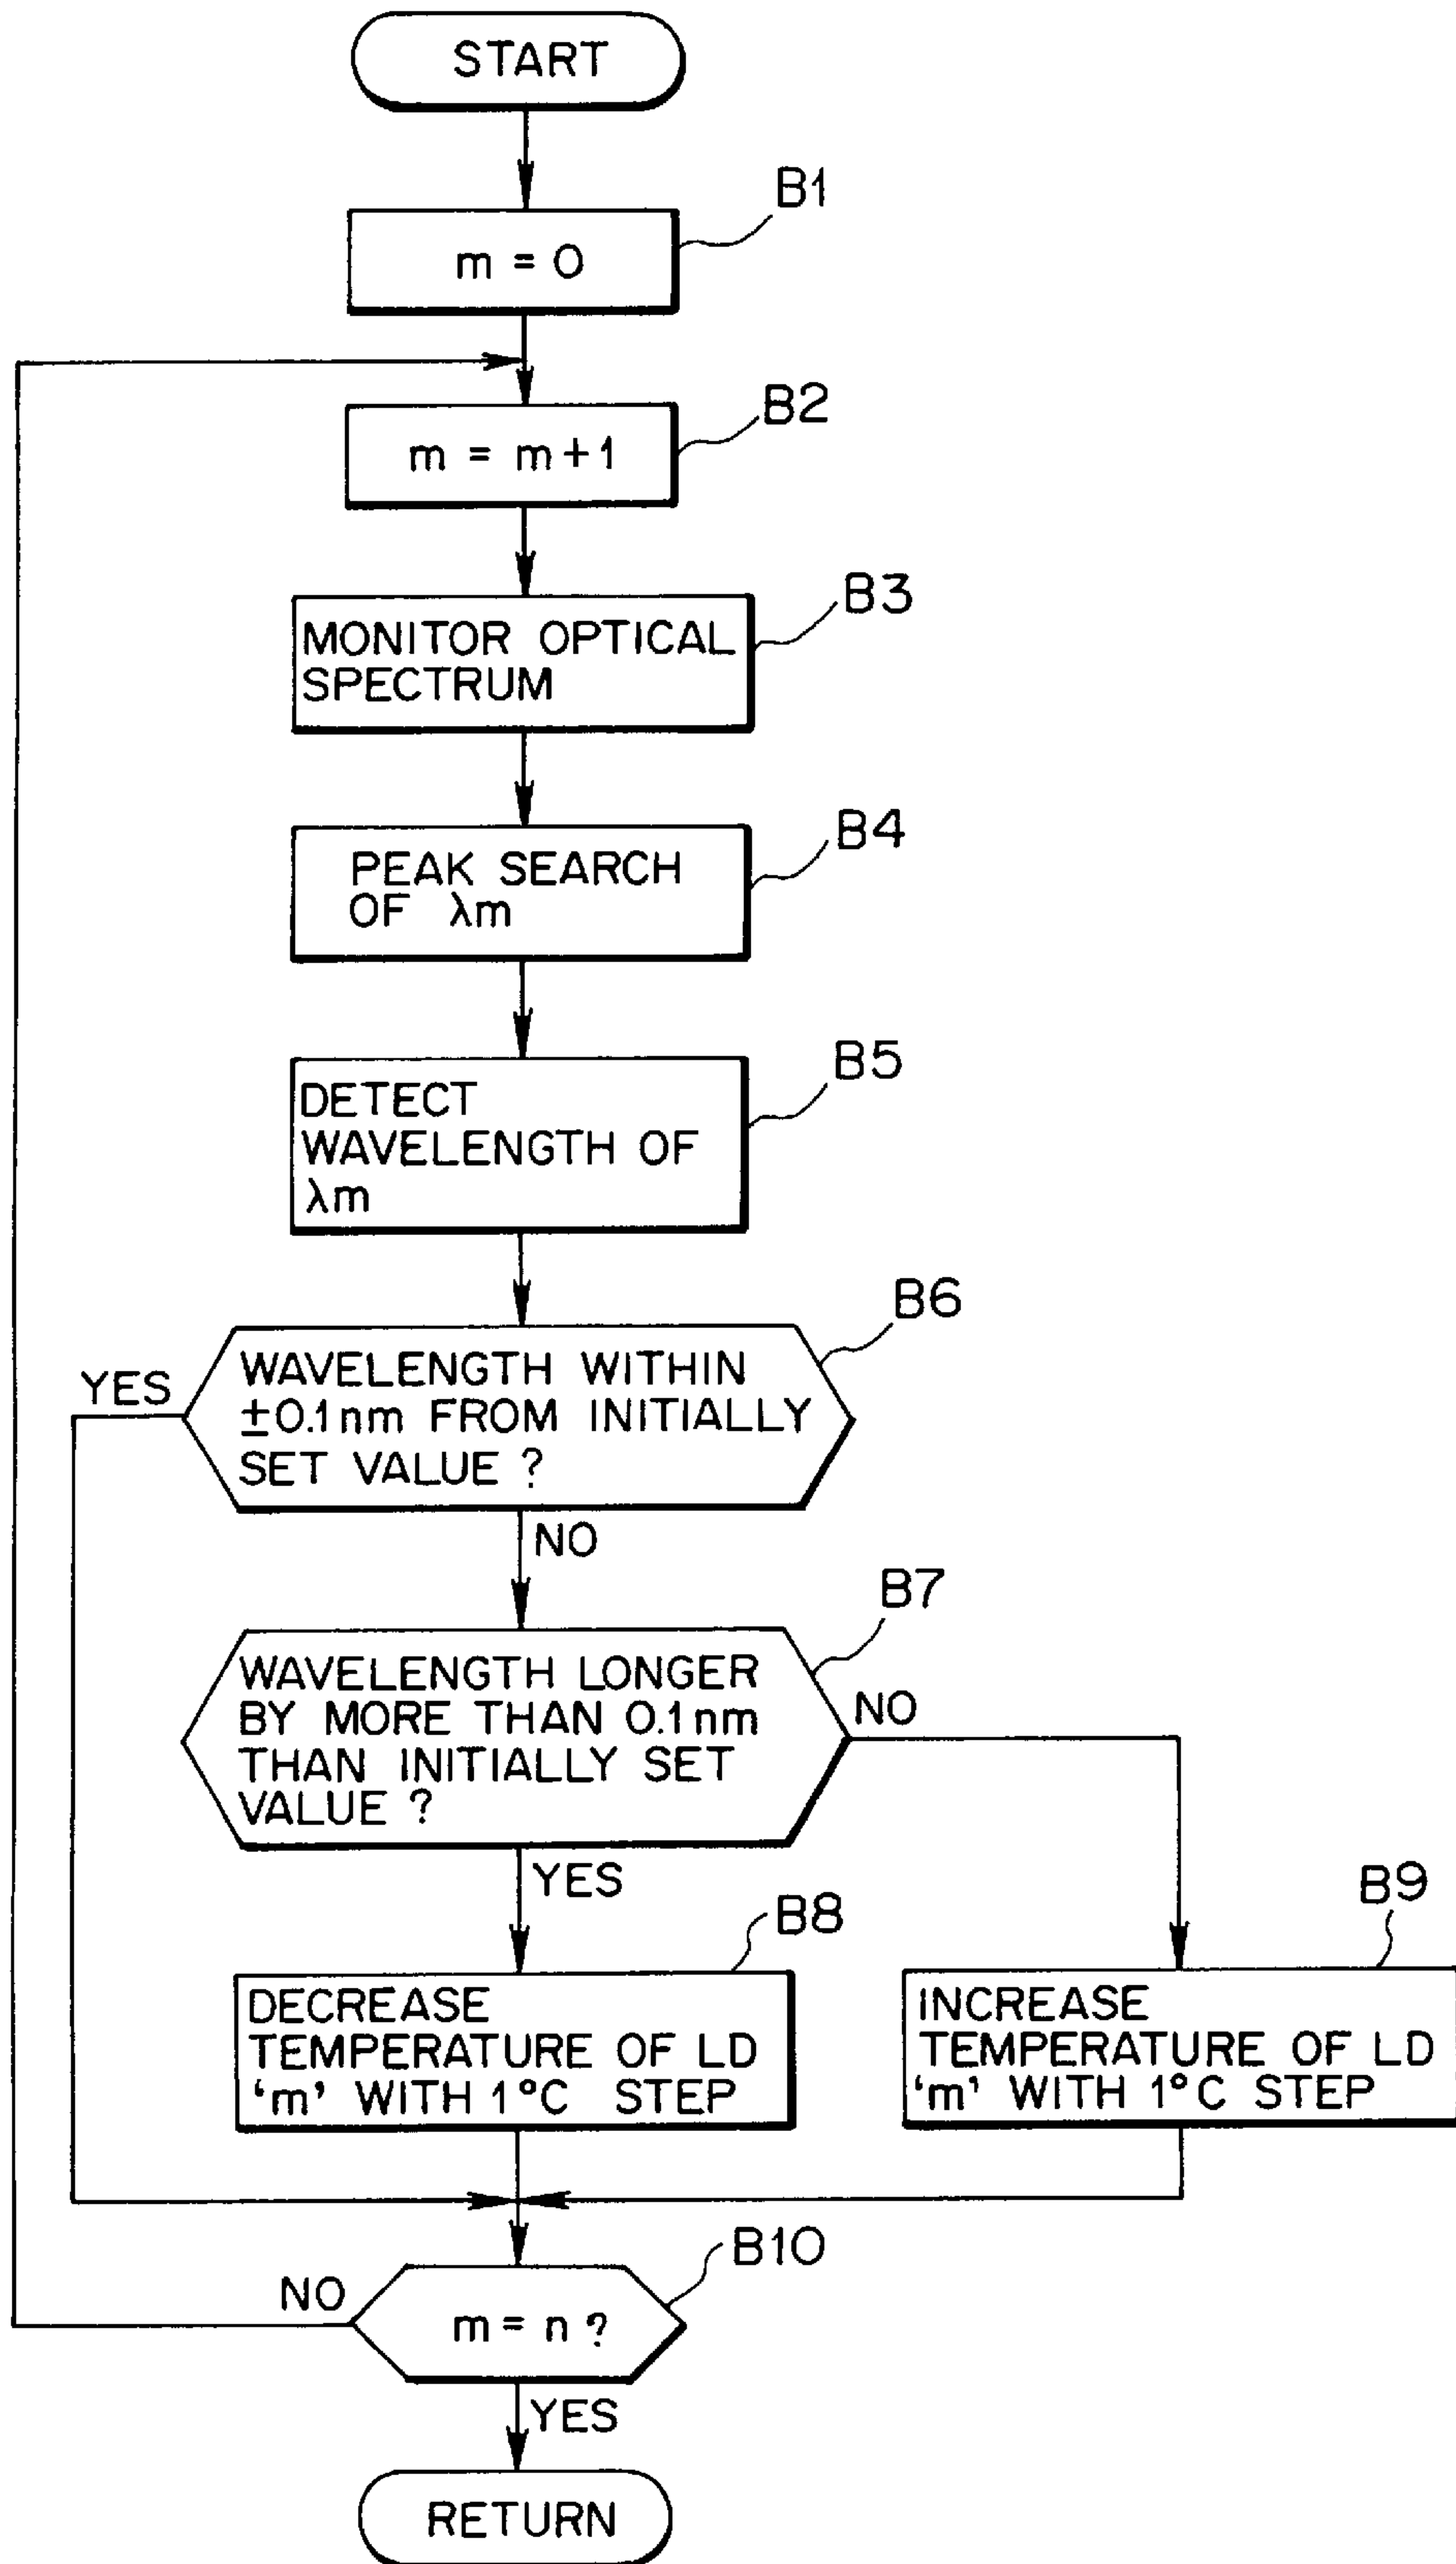 START
B1
m = 0
B2
m = m+1
B3
MONITOR OPTICAL
SPECTRUM
B4
PEAK SEARCH
OF λm
B5
DETECT
WAVELENGTH OF
λm
B6
YES
WAVELENGTH WITHIN
±0.1nm FROM INITIALLY
SET VALUE ?
NO
B7
WAVELENGTH LONGER
BY MORE THAN 0.1nm
THAN INITIALLY SET
VALUE ?
NO
YES
B8
B9
DECREASE
TEMPERATURE OF LD
‘m’ WITH 1°C STEP
INCREASE
TEMPERATURE OF LD
‘m’ WITH 1°C STEP
B10
NO
m = n ?
YES
RETURN